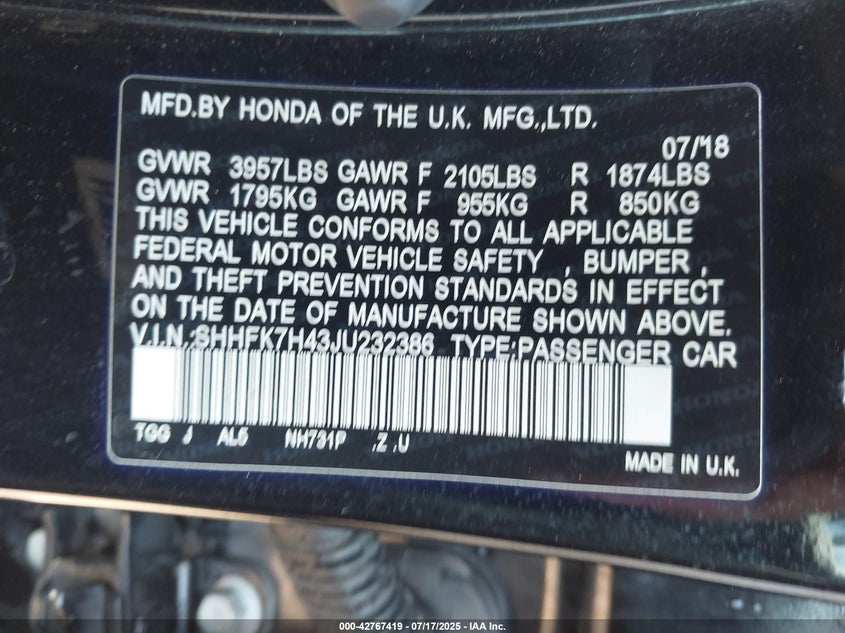 MFD.BY HONDA OF THE U.K. MFG.,LTD.
07/'18
GVWR 3957LBS GAWR F 2105LBS R 1874LBS
GVWR 1795KG GAWR F 955KG R 850KG
THIS VEHICLE CONFORMS TO ALL APPLICABLE
FEDERAL MOTOR VEHICLE SAFETY , BUMPER ,
AND THEFT PREVENTION STANDARDS IN EFFECT
ON THE DATE OF MANUFACTURE SHOWN ABOVE.
V.I.N.:SHHFK7H43JU232386 TYPE:PASSENGER CAR
TGG J AL5 NH731P ,Z ,U
MADE IN U.K.
000-42767419 - 07/17/2025 - IAA Inc.